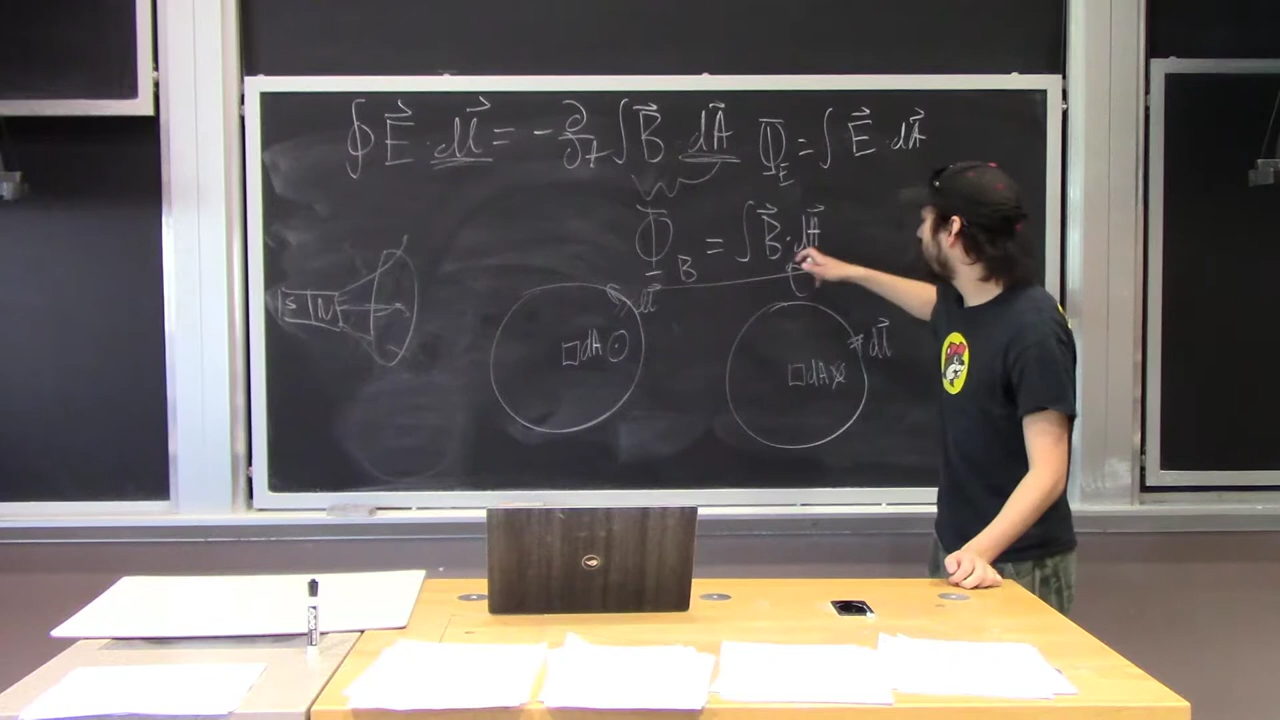 ∮ E⃗ · dl⃗ = - ∂/∂t ∫ B⃗ · dA⃗   Φ_E = ∫ E⃗ · dA⃗
Φ_B = ∫ B⃗ · dA⃗
S N
dl⃗
dA ⊙
dl⃗
dA ⊗